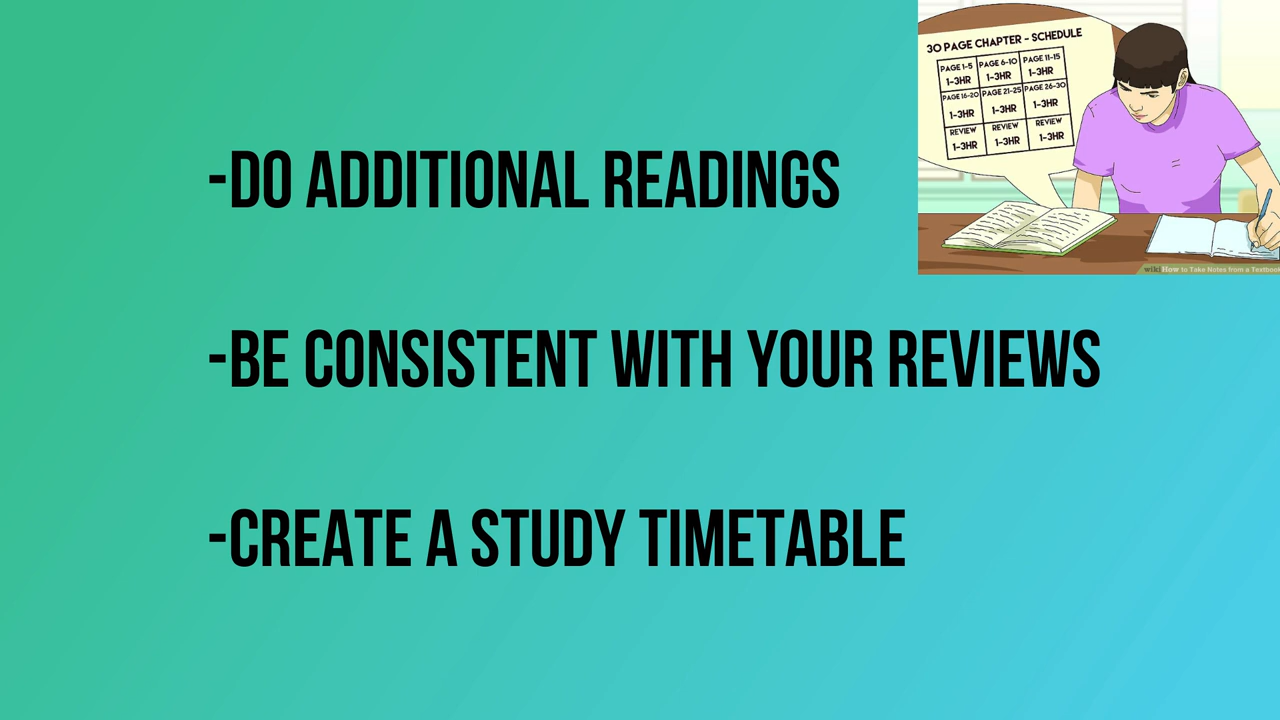 -DO ADDITIONAL READINGS
-BE CONSISTENT WITH YOUR REVIEWS
-CREATE A STUDY TIMETABLE
30 PAGE CHAPTER - SCHEDULE
PAGE 1-5 PAGE 6-10 PAGE 11-15
1-3HR 1-3HR 1-3HR
PAGE 16-20 PAGE 21-25 PAGE 26-30
1-3HR 1-3HR 1-3HR
REVIEW REVIEW REVIEW
1-3HR 1-3HR 1-3HR
wikiHow to Take Notes from a Textbook